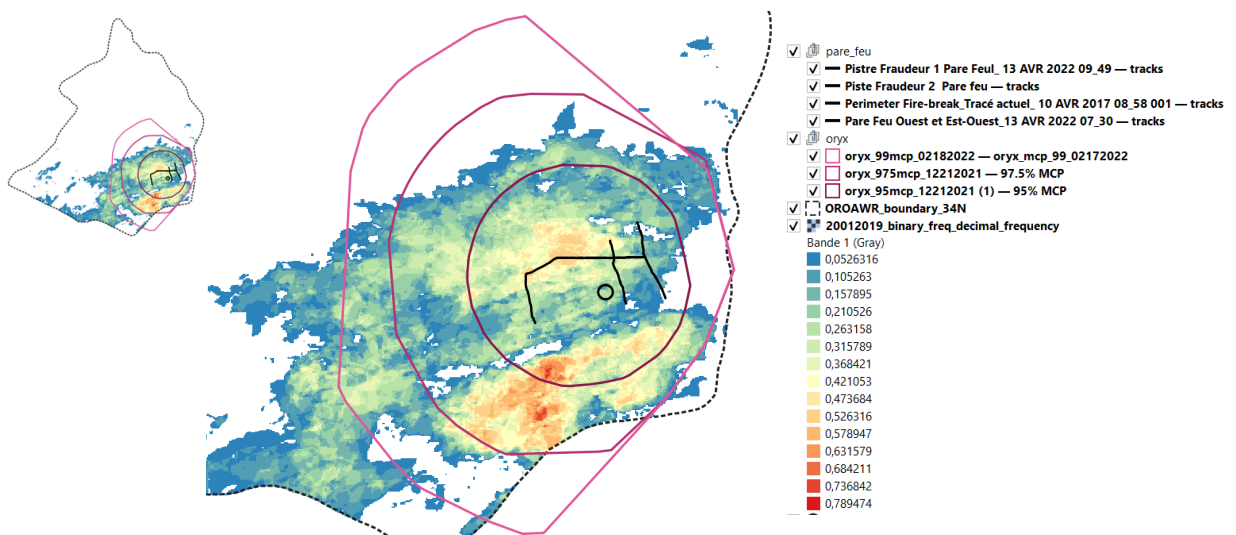 pare_feu
Pistre Fraudeur 1 Pare Feul_ 13 AVR 2022 09_49 — tracks
Piste Fraudeur 2  Pare feu — tracks
Perimeter Fire-break_Tracé actuel_ 10 AVR 2017 08_58 001 — tracks
Pare Feu Ouest et Est-Ouest_13 AVR 2022 07_30 — tracks
oryx
oryx_99mcp_02182022 — oryx_mcp_99_02172022
oryx_975mcp_12212021 — 97.5% MCP
oryx_95mcp_12212021 (1) — 95% MCP
OROAWR_boundary_34N
20012019_binary_freq_decimal_frequency
Bande 1 (Gray)
0,0526316
0,105263
0,157895
0,210526
0,263158
0,315789
0,368421
0,421053
0,473684
0,526316
0,578947
0,631579
0,684211
0,736842
0,789474